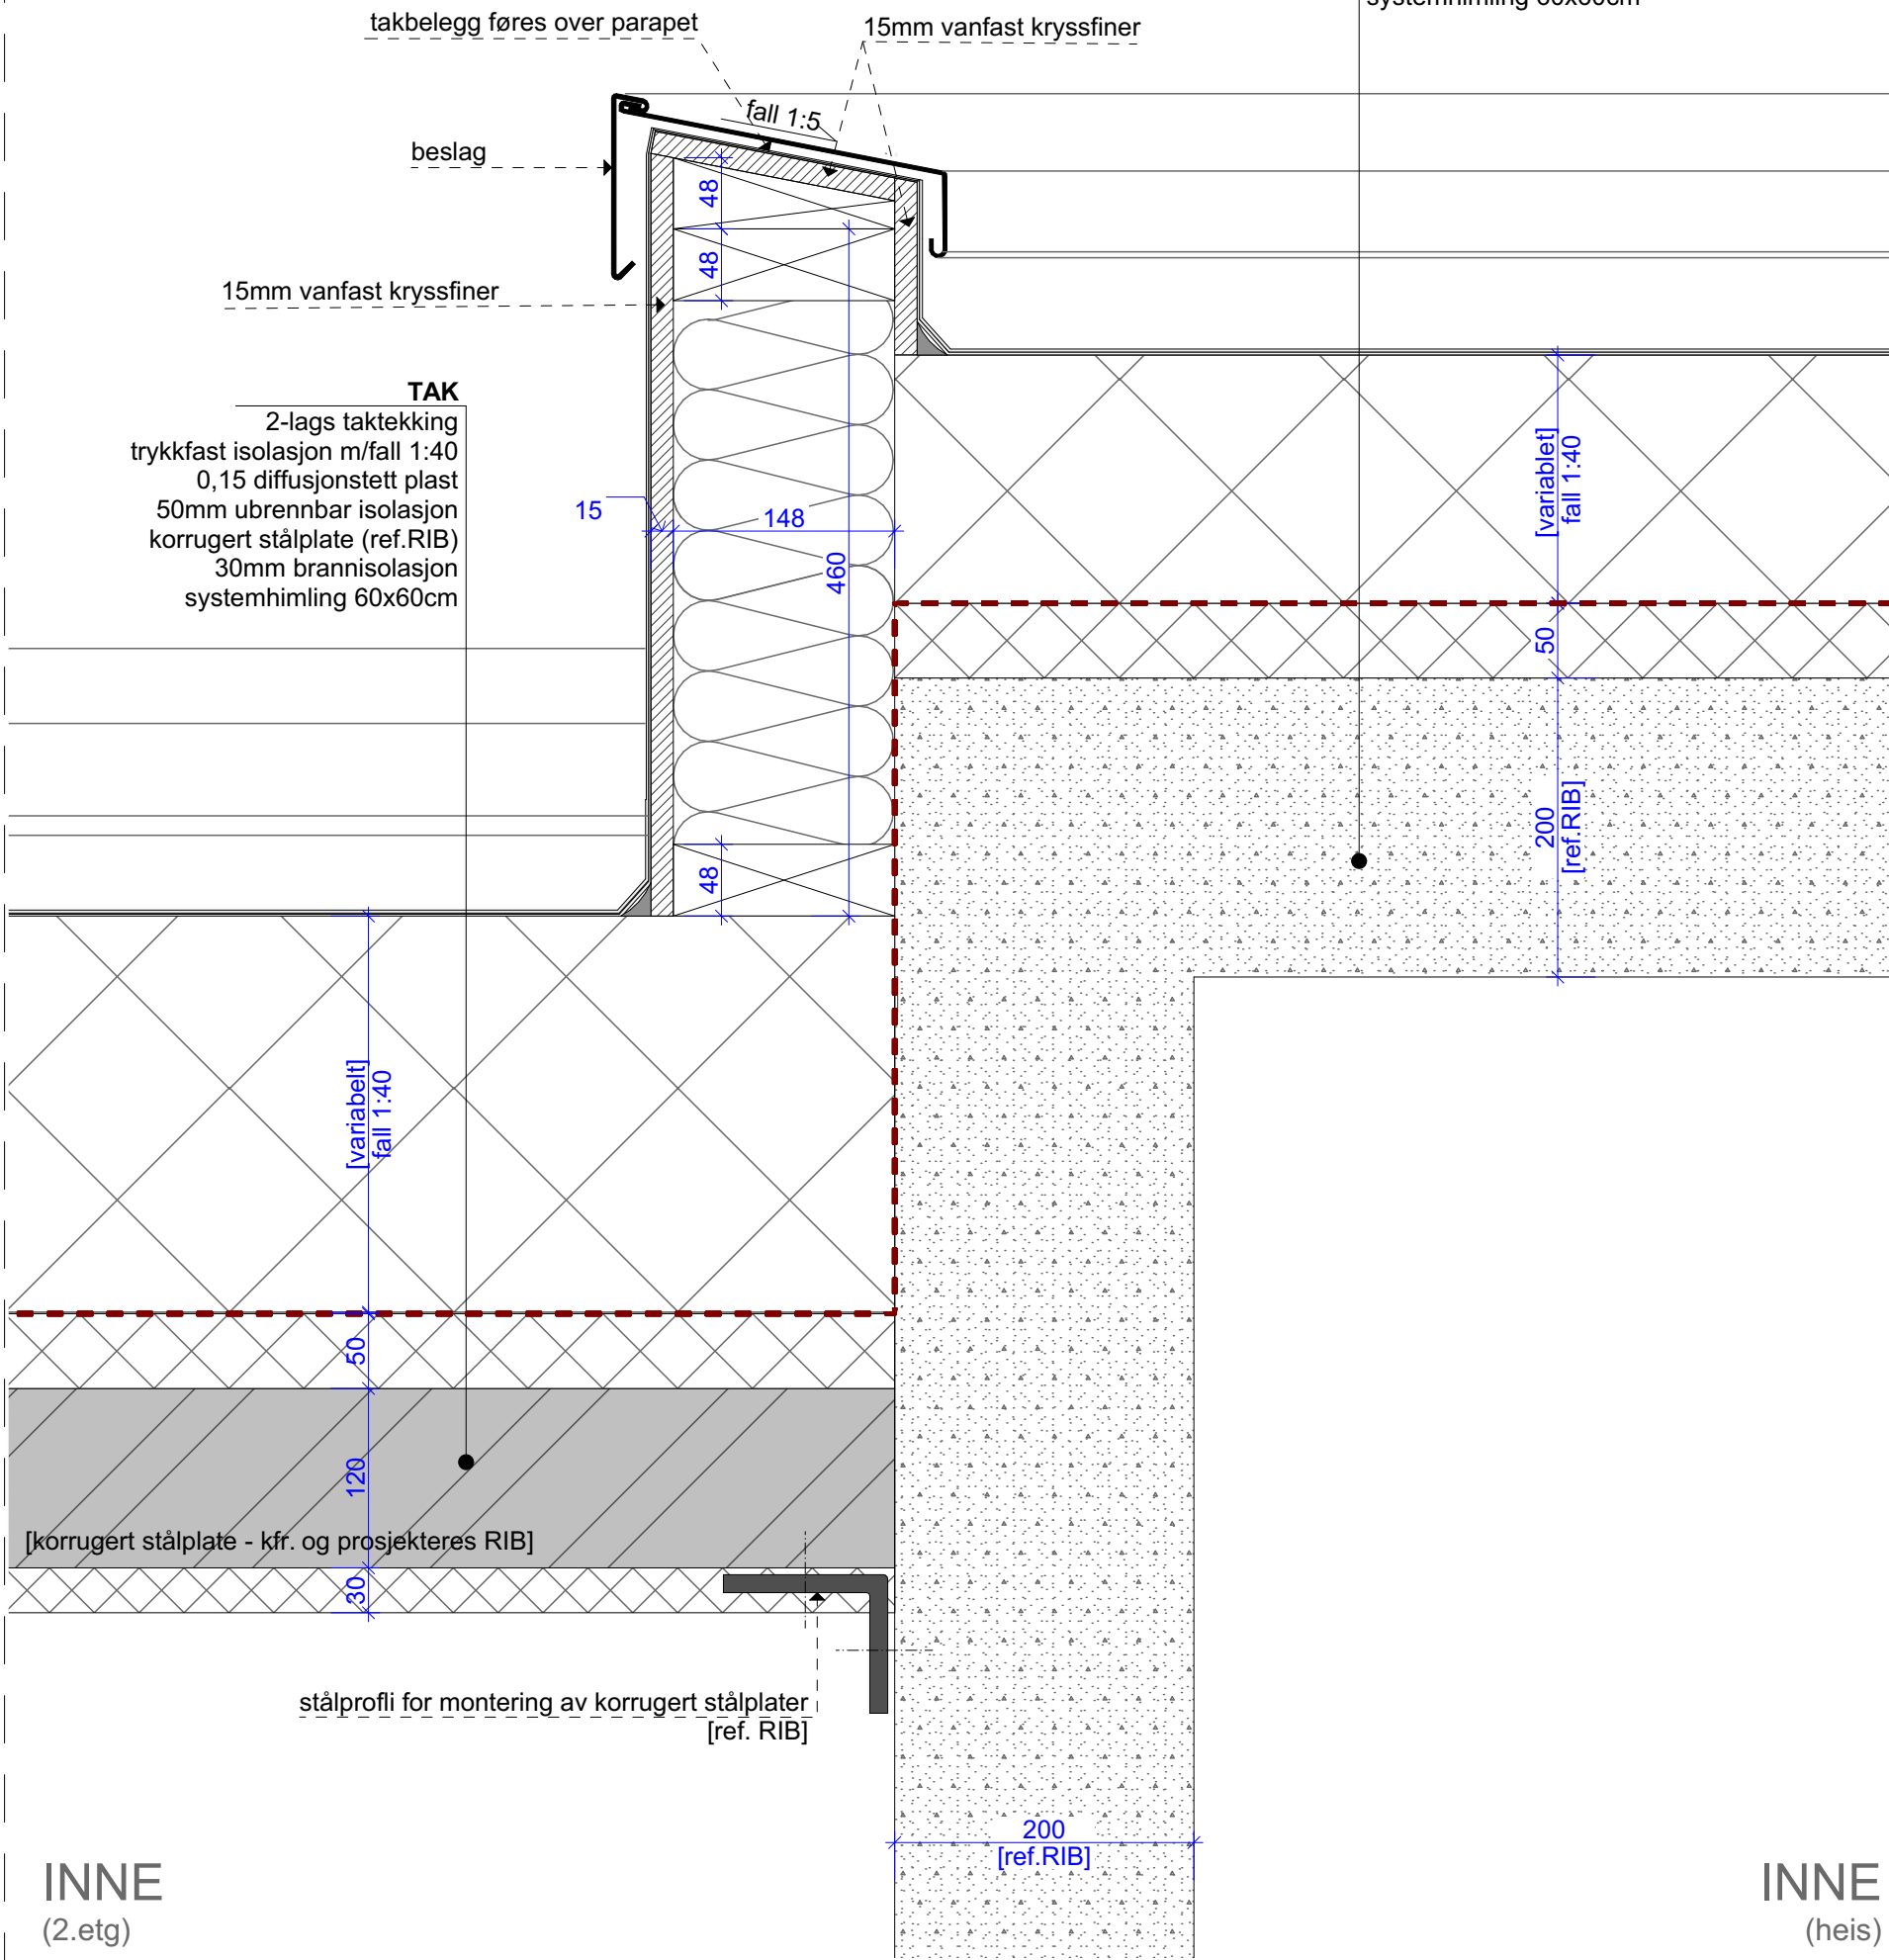 systemhimling 60x60cm
takbelegg føres over parapet
15mm vanfast kryssfiner
fall 1:5
beslag
48
48
15mm vanfast kryssfiner
TAK
2-lags taktekking
trykkfast isolasjon m/fall 1:40
0,15 diffusjonstett plast
50mm ubrennbar isolasjon
korrugert stålplate (ref.RIB)
30mm brannisolasjon
systemhimling 60x60cm
15
148
460
[variablet]
fall 1:40
50
200
[ref.RIB]
48
[variabelt]
fall 1:40
50
120
[korrugert stålplate - kfr. og prosjekteres RIB]
30
stålprofli for montering av korrugert stålplater
[ref. RIB]
200
[ref.RIB]
INNE
(2.etg)
INNE
(heis)